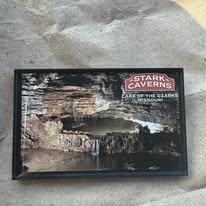 STARK
CAVERNS
LAKE OF THE OZARKS
MISSOURI